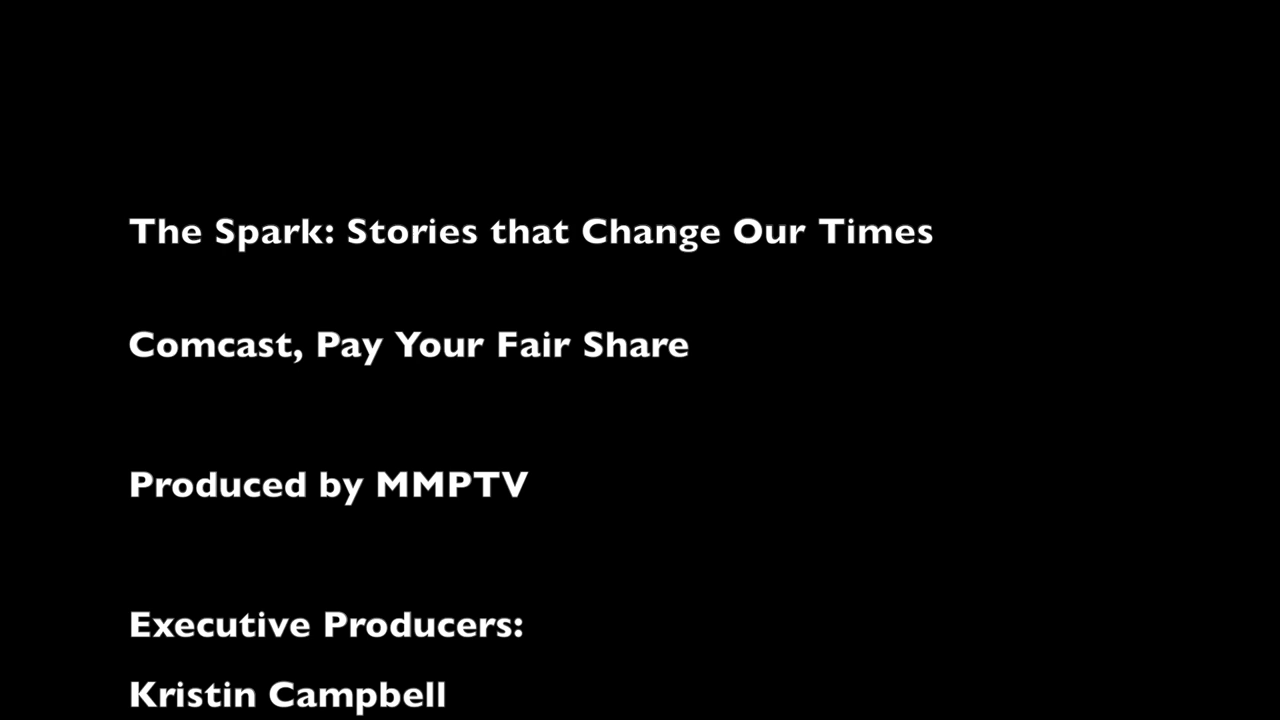 The Spark: Stories that Change Our Times
Comcast, Pay Your Fair Share
Produced by MMPTV
Executive Producers:
Kristin Campbell